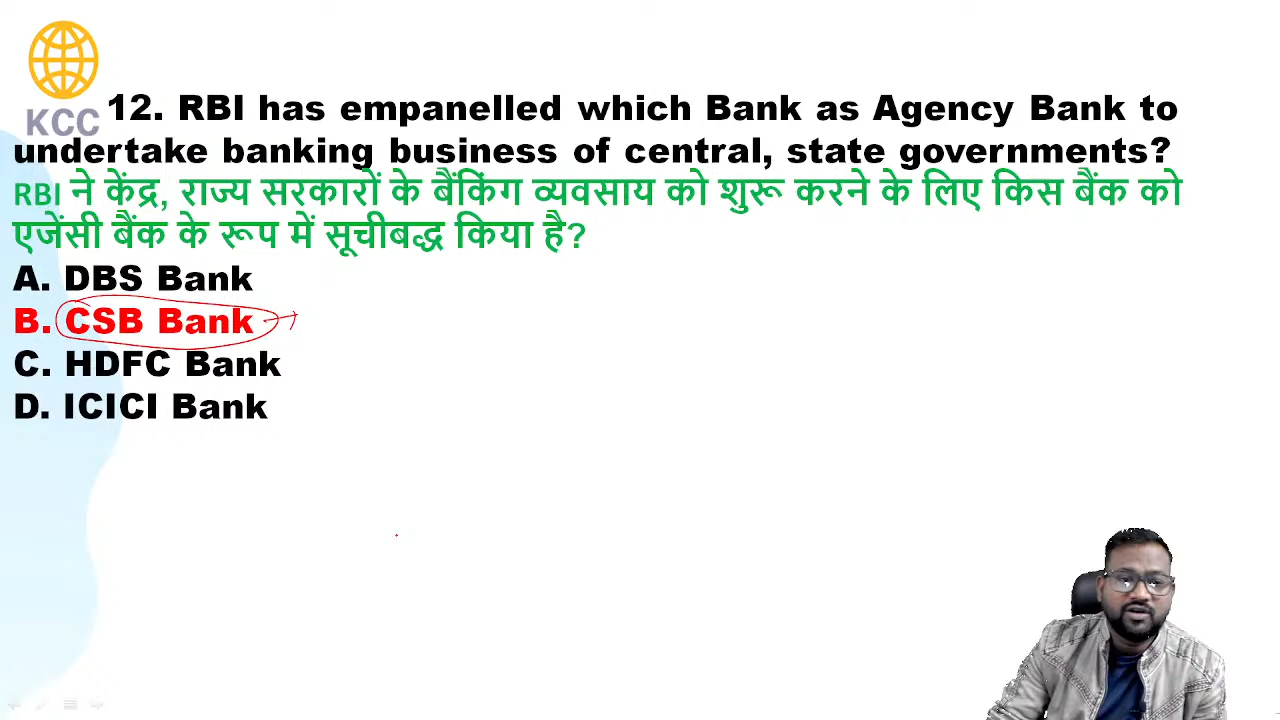 KCC
12. RBI has empanelled which Bank as Agency Bank to
undertake banking business of central, state governments?
RBI ने केंद्र, राज्य सरकारों के बैंकिंग व्यवसाय को शुरू करने के लिए किस बैंक को
एजेंसी बैंक के रूप में सूचीबद्ध किया है?
A. DBS Bank
B. CSB Bank
C. HDFC Bank
D. ICICI Bank